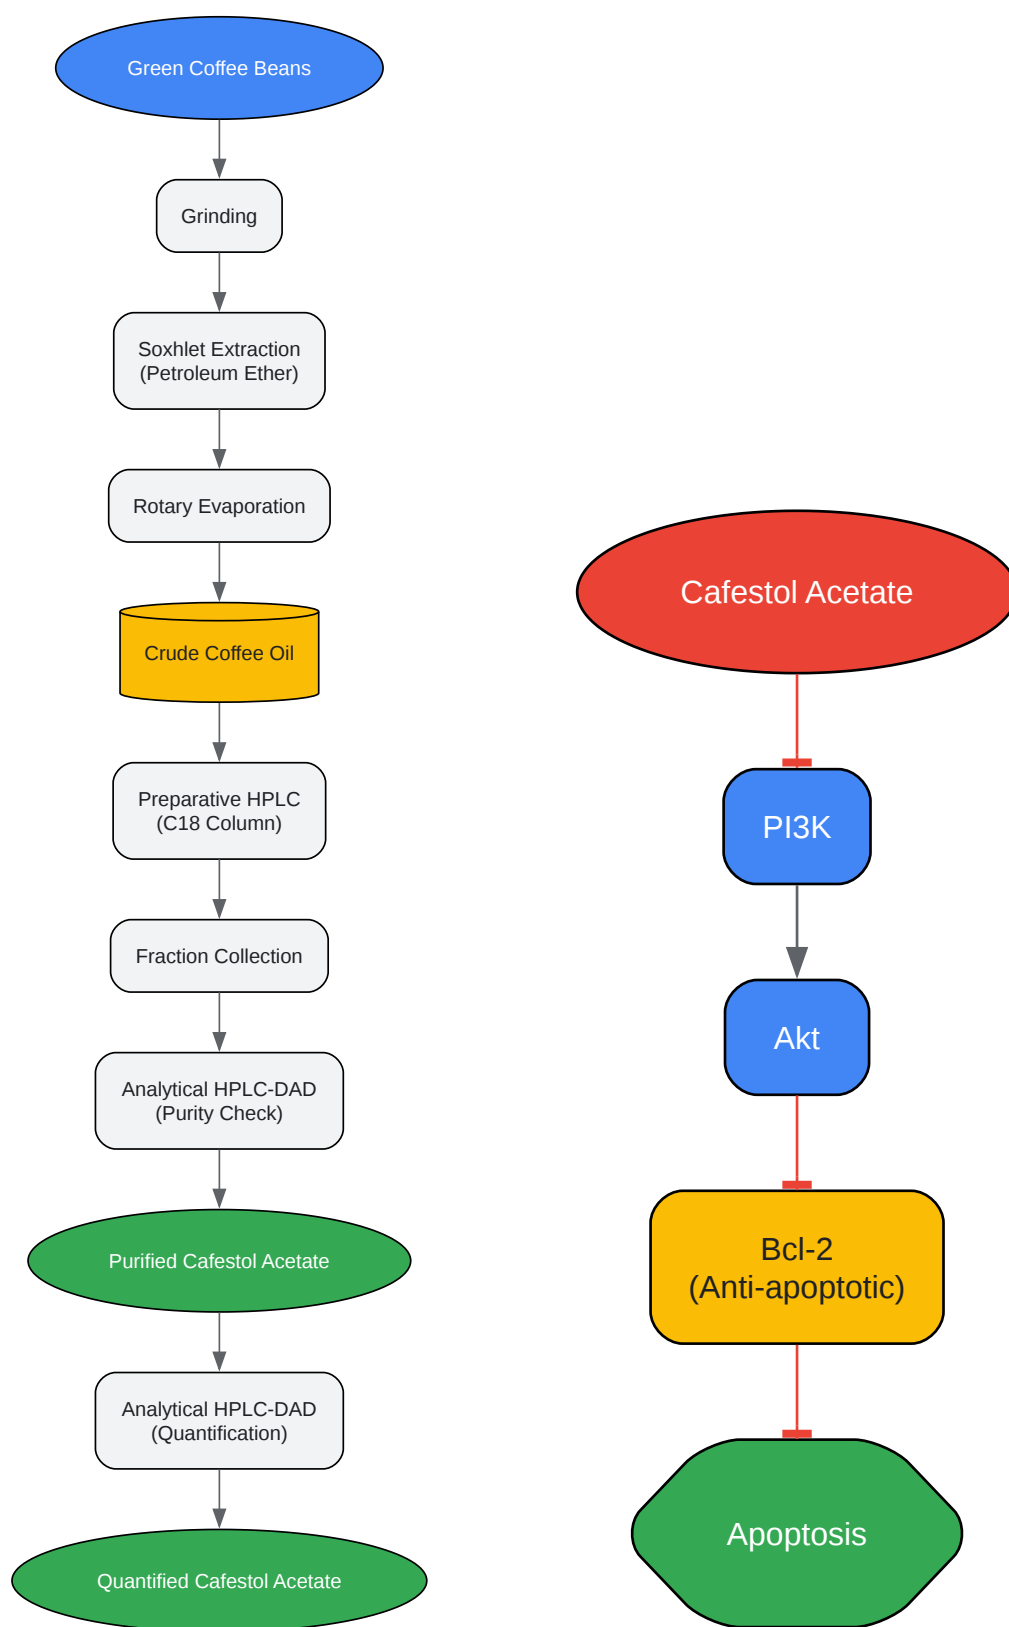 Green Coffee Beans
Grinding
Soxhlet Extraction
(Petroleum Ether)
Rotary Evaporation
Crude Coffee Oil
Preparative HPLC
(C18 Column)
Fraction Collection
Analytical HPLC-DAD
(Purity Check)
Purified Cafestol Acetate
Analytical HPLC-DAD
(Quantification)
Quantified Cafestol Acetate
Cafestol Acetate
PI3K
Akt
Bcl-2
(Anti-apoptotic)
Apoptosis